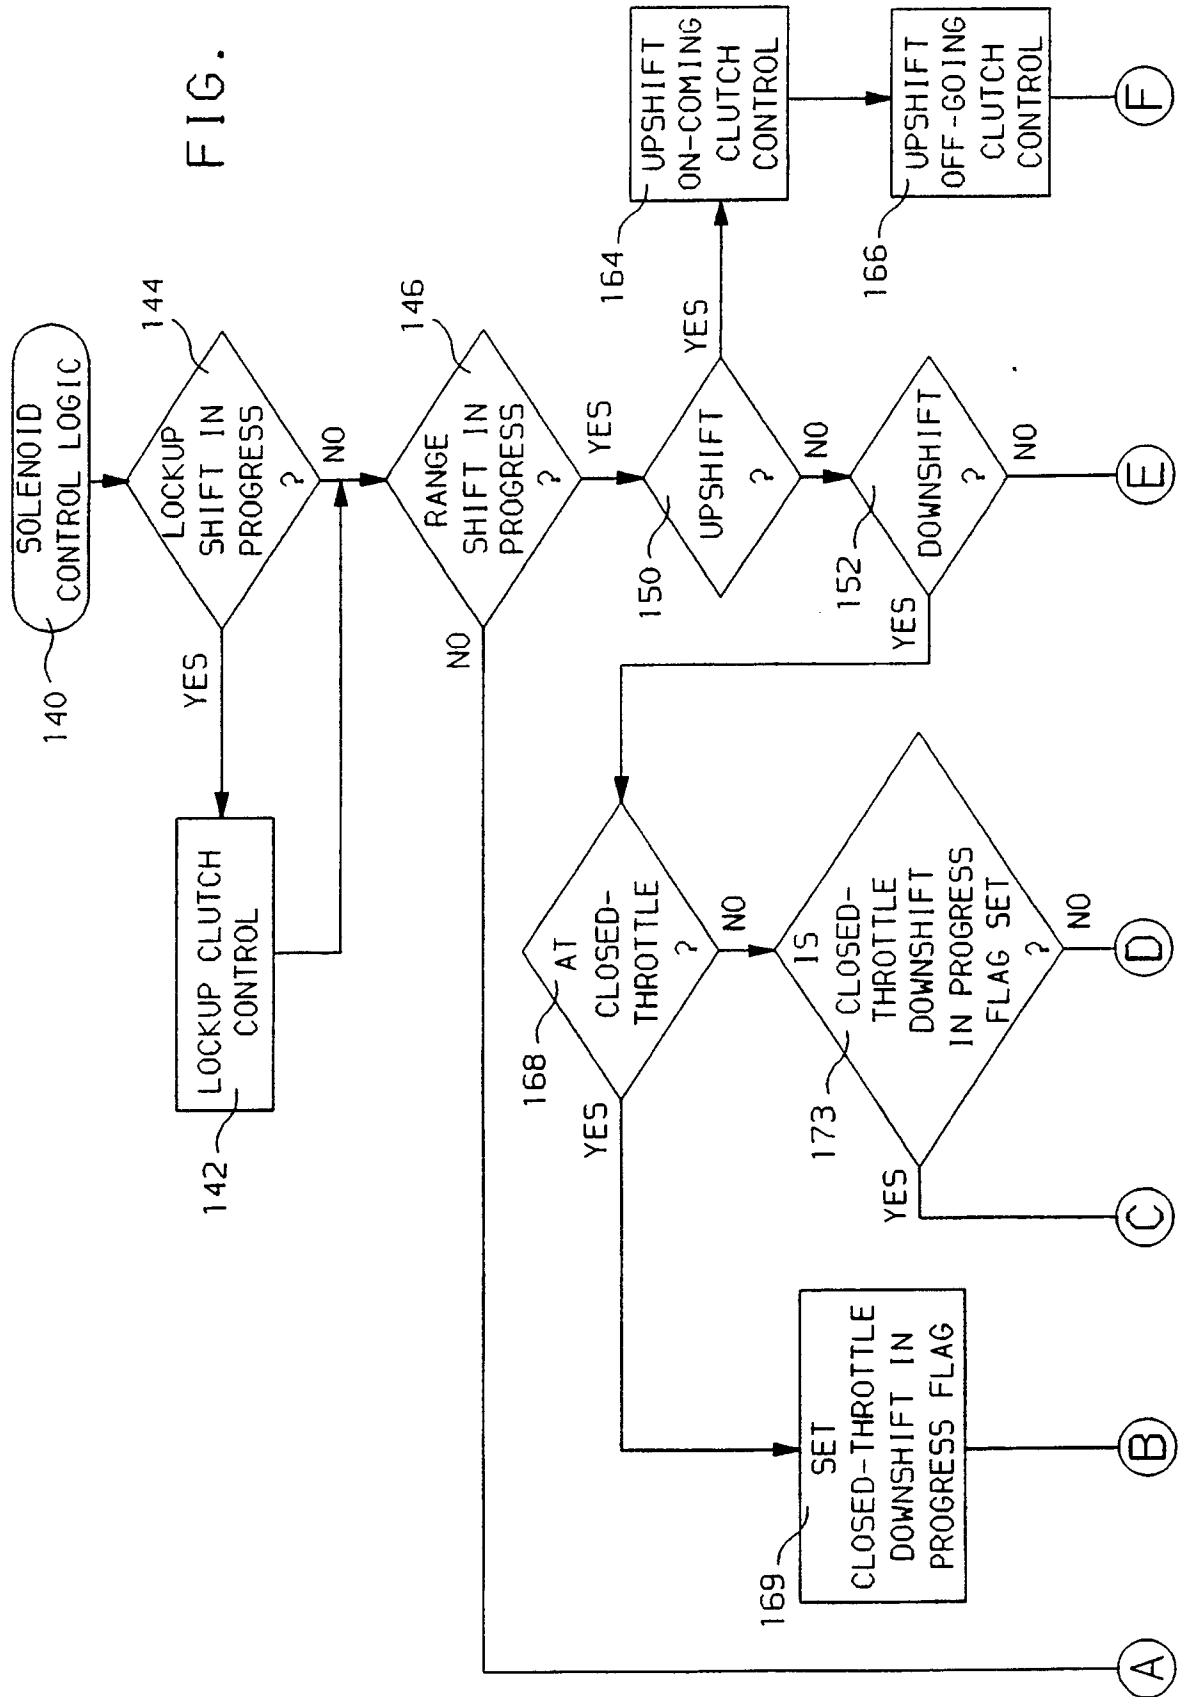 FIG.
SOLENOID
CONTROL LOGIC
140
LOCKUP
SHIFT IN
PROGRESS
?
144
YES
NO
LOCKUP CLUTCH
CONTROL
142
RANGE
SHIFT IN
PROGRESS
?
146
NO
YES
UPSHIFT
?
150
YES
NO
164
UPSHIFT
ON-COMING
CLUTCH
CONTROL
166
UPSHIFT
OFF-GOING
CLUTCH
CONTROL
DOWNSHIFT
?
152
YES
NO
AT
CLOSED-
THROTTLE
?
168
YES
NO
IS
CLOSED-
THROTTLE
DOWNSHIFT
IN PROGRESS
FLAG SET
?
173
YES
NO
SET
CLOSED-THROTTLE
DOWNSHIFT IN
PROGRESS FLAG
169
A
B
C
D
E
F